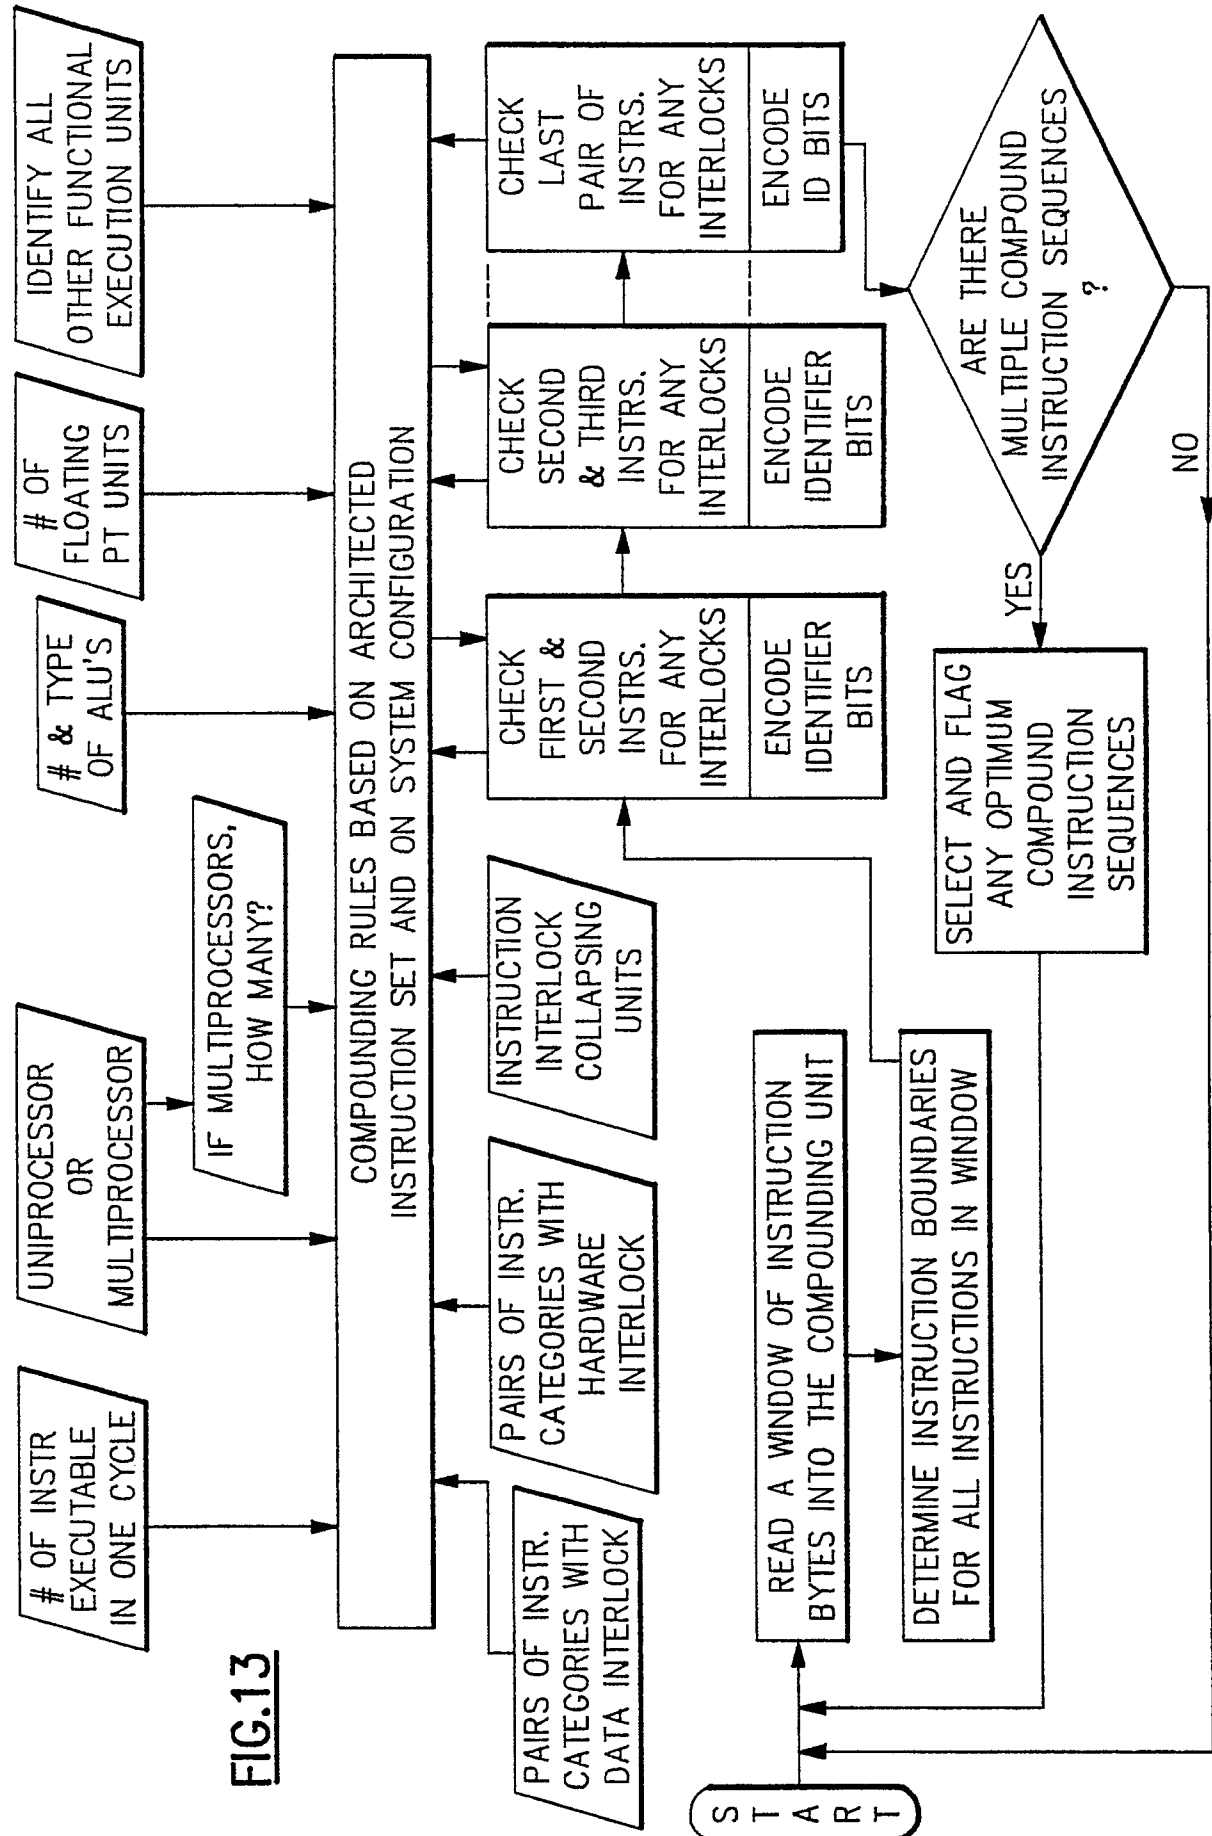 # OF INSTR
EXECUTABLE
IN ONE CYCLE
UNIPROCESSOR
OR
MULTIPROCESSOR
IF MULTIPROCESSORS,
HOW MANY?
# & TYPE
OF ALU'S
# OF
FLOATING
PT UNITS
IDENTIFY ALL
OTHER FUNCTIONAL
EXECUTION UNITS
FIG.13
COMPOUNDING RULES BASED ON ARCHITECTED
INSTRUCTION SET AND ON SYSTEM CONFIGURATION
PAIRS OF INSTR.
CATEGORIES WITH
DATA INTERLOCK
PAIRS OF INSTR.
CATEGORIES WITH
HARDWARE
INTERLOCK
INSTRUCTION
INTERLOCK
COLLAPSING
UNITS
CHECK
FIRST &
SECOND
INSTRS.
FOR ANY
INTERLOCKS
ENCODE
IDENTIFIER
BITS
CHECK
SECOND
& THIRD
INSTRS.
FOR ANY
INTERLOCKS
ENCODE
IDENTIFIER
BITS
CHECK
LAST
PAIR OF
INSTRS.
FOR ANY
INTERLOCKS
ENCODE
ID BITS
START
READ A WINDOW OF INSTRUCTION
BYTES INTO THE COMPOUNDING UNIT
DETERMINE INSTRUCTION BOUNDARIES
FOR ALL INSTRUCTIONS IN WINDOW
SELECT AND FLAG
ANY OPTIMUM
COMPOUND
INSTRUCTION
SEQUENCES
YES
ARE THERE
MULTIPLE COMPOUND
INSTRUCTION SEQUENCES
?
NO